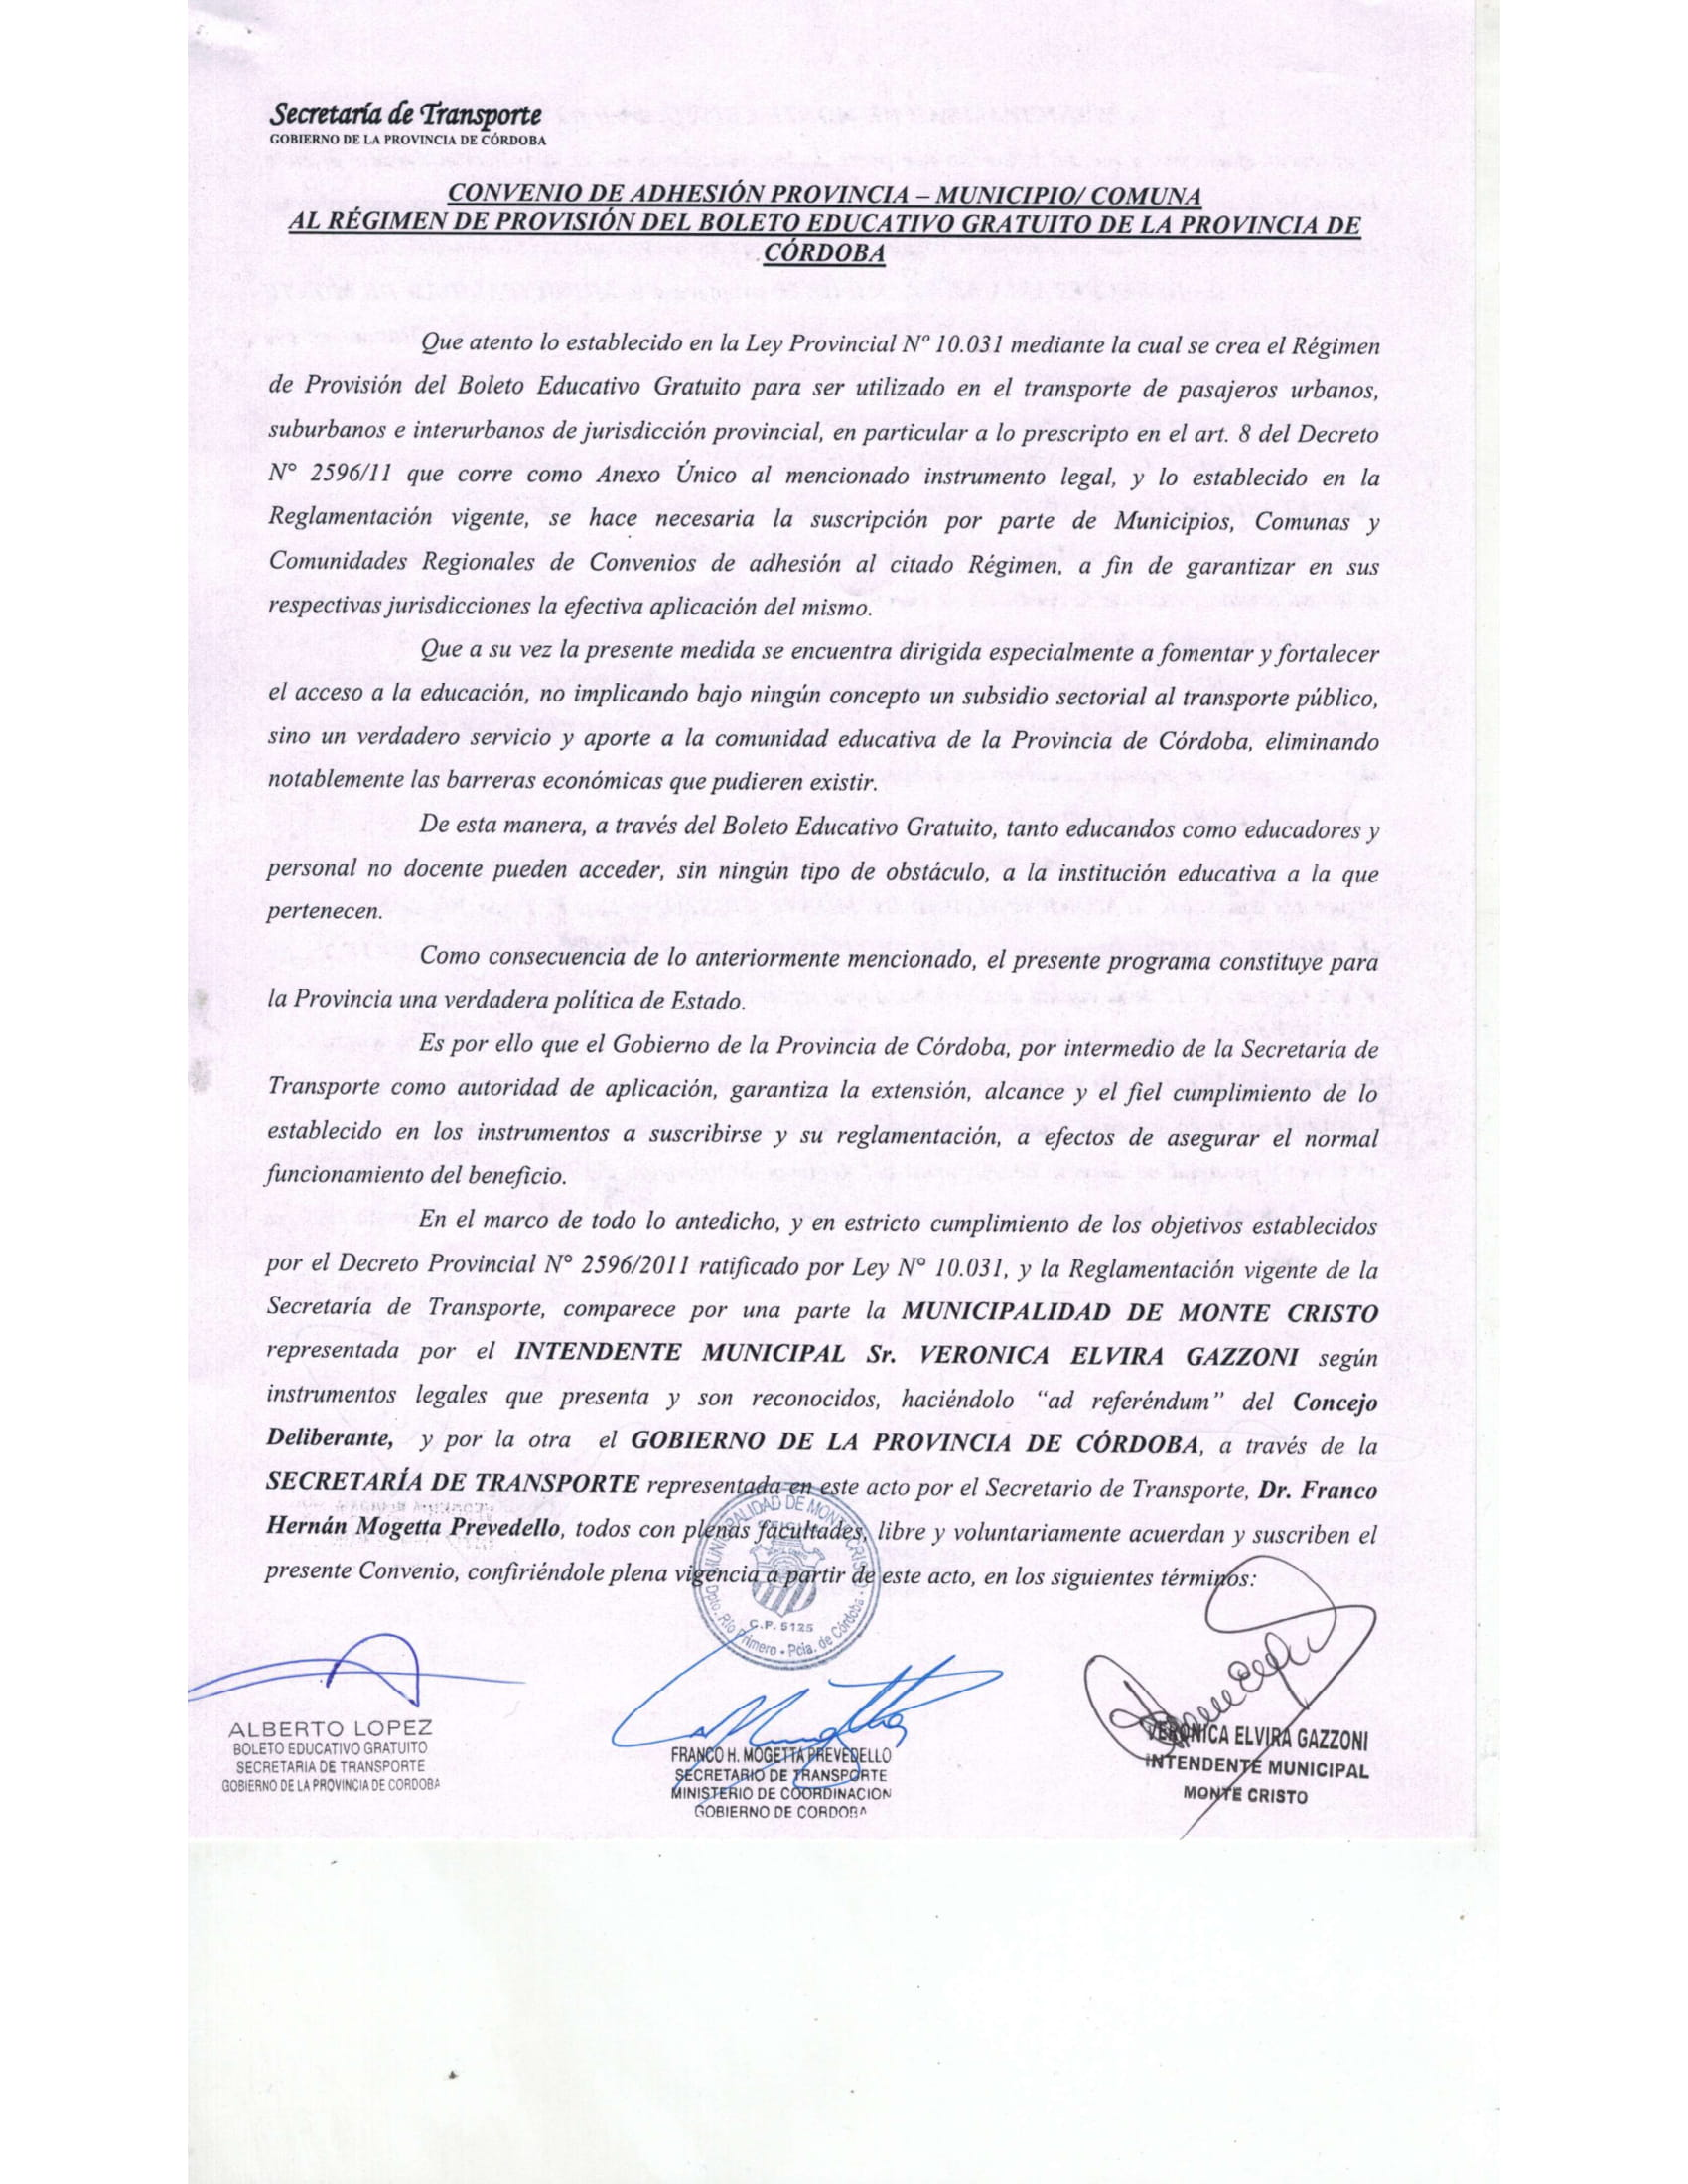 Secretaría de Transporte
GOBIERNO DE LA PROVINCIA DE CÓRDOBA
CONVENIO DE ADHESIÓN PROVINCIA – MUNICIPIO/ COMUNA
AL RÉGIMEN DE PROVISIÓN DEL BOLETO EDUCATIVO GRATUITO DE LA PROVINCIA DE
CÓRDOBA
Que atento lo establecido en la Ley Provincial Nº 10.031 mediante la cual se crea el Régimen
de Provisión del Boleto Educativo Gratuito para ser utilizado en el transporte de pasajeros urbanos,
suburbanos e interurbanos de jurisdicción provincial, en particular a lo prescripto en el art. 8 del Decreto
N° 2596/11 que corre como Anexo Único al mencionado instrumento legal, y lo establecido en la
Reglamentación vigente, se hace necesaria la suscripción por parte de Municipios, Comunas y
Comunidades Regionales de Convenios de adhesión al citado Régimen, a fin de garantizar en sus
respectivas jurisdicciones la efectiva aplicación del mismo.
Que a su vez la presente medida se encuentra dirigida especialmente a fomentar y fortalecer
el acceso a la educación, no implicando bajo ningún concepto un subsidio sectorial al transporte público,
sino un verdadero servicio y aporte a la comunidad educativa de la Provincia de Córdoba, eliminando
notablemente las barreras económicas que pudieren existir.
De esta manera, a través del Boleto Educativo Gratuito, tanto educandos como educadores y
personal no docente pueden acceder, sin ningún tipo de obstáculo, a la institución educativa a la que
pertenecen.
Como consecuencia de lo anteriormente mencionado, el presente programa constituye para
la Provincia una verdadera política de Estado.
Es por ello que el Gobierno de la Provincia de Córdoba, por intermedio de la Secretaría de
Transporte como autoridad de aplicación, garantiza la extensión, alcance y el fiel cumplimiento de lo
establecido en los instrumentos a suscribirse y su reglamentación, a efectos de asegurar el normal
funcionamiento del beneficio.
En el marco de todo lo antedicho, y en estricto cumplimiento de los objetivos establecidos
por el Decreto Provincial N° 2596/2011 ratificado por Ley N° 10.031, y la Reglamentación vigente de la
Secretaría de Transporte, comparece por una parte la MUNICIPALIDAD DE MONTE CRISTO
representada por el INTENDENTE MUNICIPAL Sr. VERONICA ELVIRA GAZZONI según
instrumentos legales que presenta y son reconocidos, haciéndolo “ad referéndum” del Concejo
Deliberante, y por la otra el GOBIERNO DE LA PROVINCIA DE CÓRDOBA, a través de la
SECRETARÍA DE TRANSPORTE representada en este acto por el Secretario de Transporte, Dr. Franco
Hernán Mogetta Prevedello, todos con plenas facultades, libre y voluntariamente acuerdan y suscriben el
presente Convenio, confiriéndole plena vigencia a partir de este acto, en los siguientes términos:
MUNICIPALIDAD DE MONTE CRISTO
C.P. 5125
Dpto. Río Primero - Pcia. de Córdoba
ALBERTO LOPEZ
BOLETO EDUCATIVO GRATUITO
SECRETARIA DE TRANSPORTE
GOBIERNO DE LA PROVINCIA DE CORDOBA
FRANCO H. MOGETTA PREVEDELLO
SECRETARIO DE TRANSPORTE
MINISTERIO DE COORDINACION
GOBIERNO DE CORDOBA
VERONICA ELVIRA GAZZONI
INTENDENTE MUNICIPAL
MONTE CRISTO